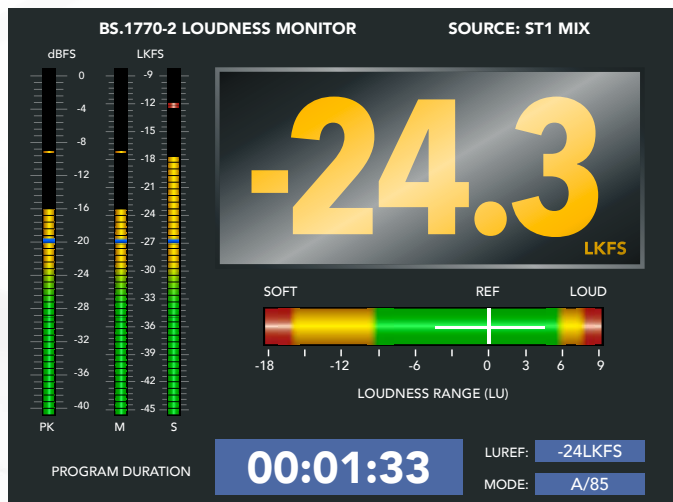 BS.1770-2 LOUDNESS MONITOR SOURCE: ST1 MIX
dBFS LKFS
0 -9
-4 -12
-8 -15
-12 -18
-16 -21
-20 -24
-24 -27
-28 -30
-32 -33
-36 -36
-40 -39
-42
-45
PK M S
-24.3
LKFS
SOFT REF LOUD
-18 -12 -6 0 3 6 9
LOUDNESS RANGE (LU)
PROGRAM DURATION 00:01:33
LUREF: -24LKFS
MODE: A/85